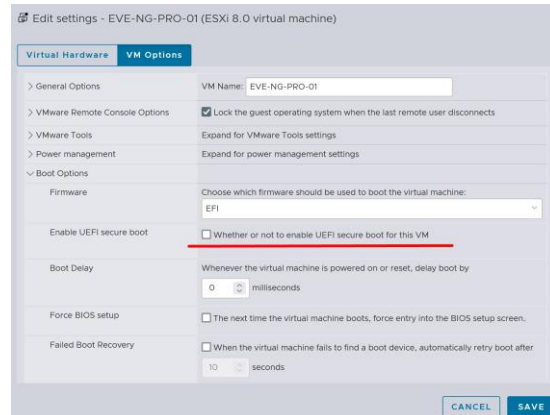 Edit settings - EVE-NG-PRO-01 (ESXi 8.0 virtual machine)
Virtual Hardware VM Options
General Options VM Name: EVE-NG-PRO-01
VMware Remote Console Options Lock the guest operating system when the last remote user disconnects
VMware Tools Expand for VMware Tools settings
Power management Expand for power management settings
Boot Options
Firmware Choose which firmware should be used to boot the virtual machine:
EFI
Enable UEFI secure boot Whether or not to enable UEFI secure boot for this VM
Boot Delay Whenever the virtual machine is powered on or reset, delay boot by
0 milliseconds
Force BIOS setup The next time the virtual machine boots, force entry into the BIOS setup screen.
Failed Boot Recovery When the virtual machine fails to find a boot device, automatically retry boot after
10 seconds
CANCEL SAVE